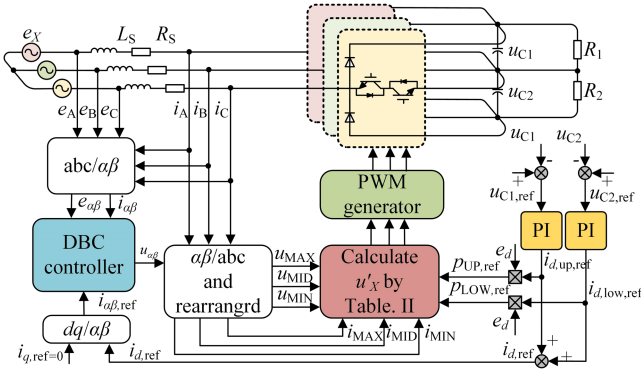 e_X
L_S
R_S
u_C1
R_1
u_C2
R_2
e_A e_B e_C
i_A i_B i_C
abc/αβ
u_C1
u_C2
PWM
generator
u_C1,ref
u_C2,ref
e_αβ
i_αβ
PI
PI
DBC
controller
u_αβ
αβ/abc
and
rearrangrd
u_MAX
u_MID
u_MIN
Calculate
u'_X by
Table. II
p_UP,ref
p_LOW,ref
e_d
e_d
i_d,up,ref
i_d,low,ref
i_αβ,ref
dq/αβ
i_MAX i_MID i_MIN
i_q,ref=0
i_d,ref
i_d,ref